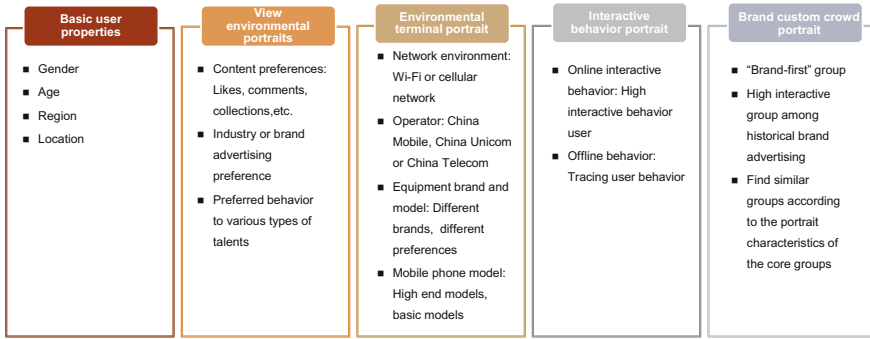 Basic user
properties
Gender
Age
Region
Location
View
environmental
portraits
Content preferences:
Likes, comments,
collections,etc.
Industry or brand
advertising
preference
Preferred behavior
to various types of
talents
Environmental
terminal portrait
Network environment:
Wi-Fi or cellular
network
Operator: China
Mobile, China Unicom
or China Telecom
Equipment brand and
model: Different
brands, different
preferences
Mobile phone model:
High end models,
basic models
Interactive
behavior portrait
Online interactive
behavior: High
interactive behavior
user
Offline behavior:
Tracing user behavior
Brand custom crowd
portrait
“Brand-first” group
High interactive
group among
historical brand
advertising
Find similar
groups according
to the portrait
characteristics of
the core groups